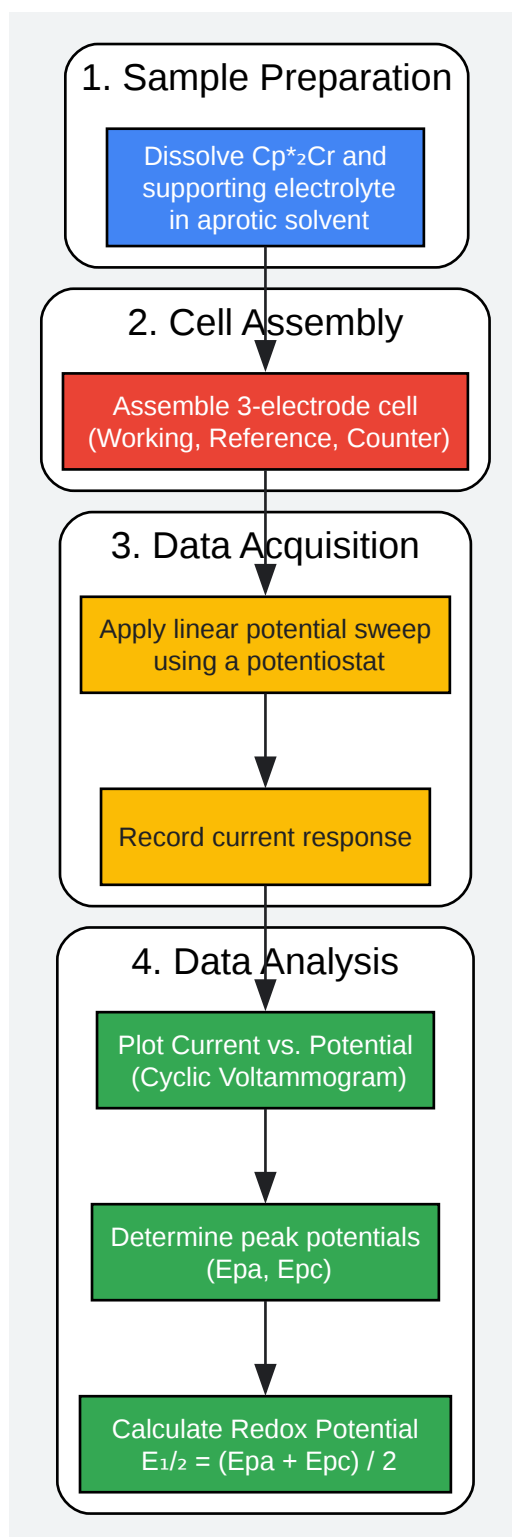 1. Sample Preparation
Dissolve Cp*₂Cr and
supporting electrolyte
in aprotic solvent
2. Cell Assembly
Assemble 3-electrode cell
(Working, Reference, Counter)
3. Data Acquisition
Apply linear potential sweep
using a potentiostat
Record current response
4. Data Analysis
Plot Current vs. Potential
(Cyclic Voltammogram)
Determine peak potentials
(Epa, Epc)
Calculate Redox Potential
E₁/₂ = (Epa + Epc) / 2